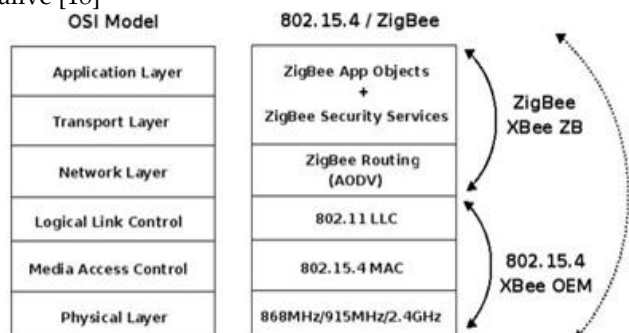 OSI Model
802.15.4 / ZigBee
Application Layer
Transport Layer
Network Layer
Logical Link Control
Media Access Control
Physical Layer
ZigBee App Objects
+
ZigBee Security Services
ZigBee Routing
(AODV)
802.11 LLC
802.15.4 MAC
868MHz/915MHz/2.4GHz
ZigBee
XBee ZB
802.15.4
XBee OEM